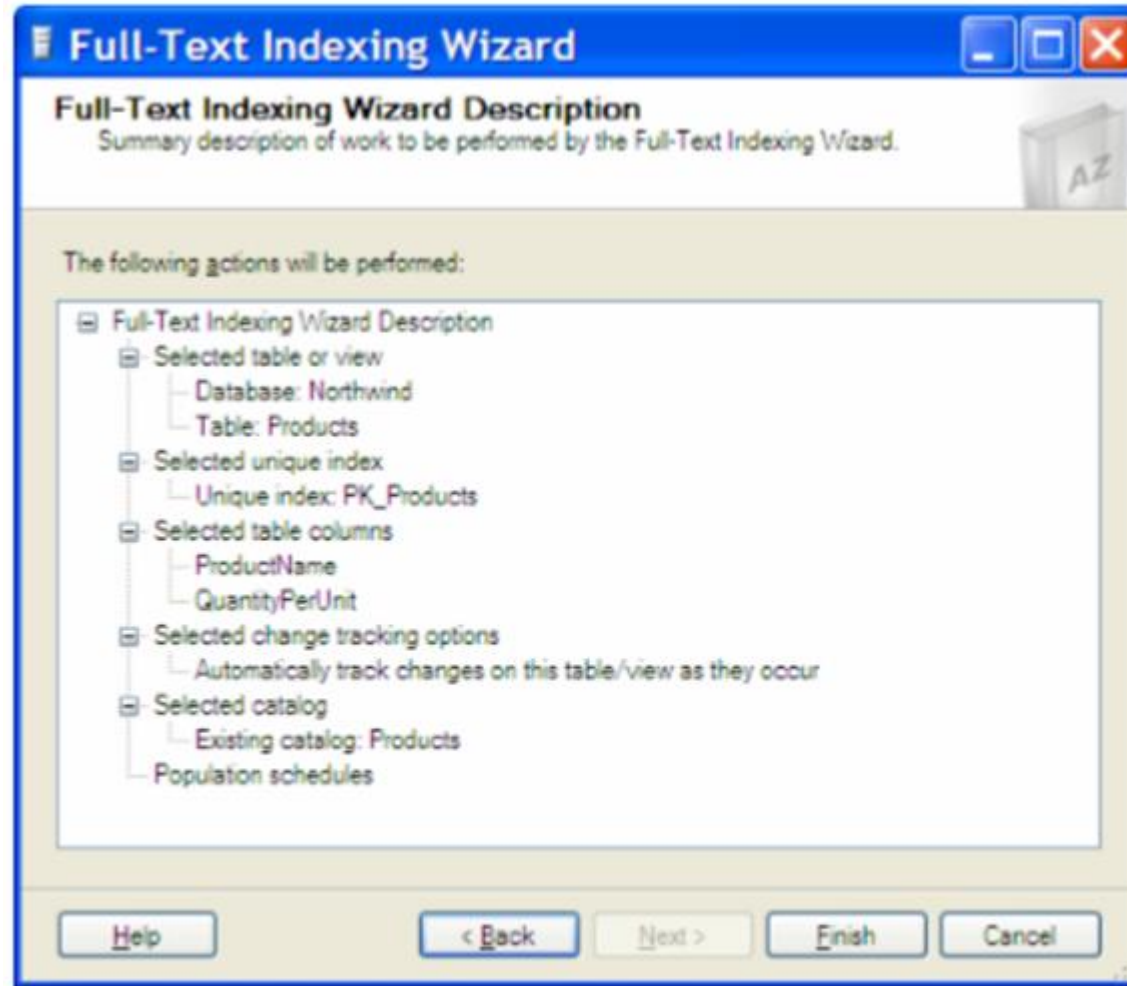 Full-Text Indexing Wizard
Full-Text Indexing Wizard Description
Summary description of work to be performed by the Full-Text Indexing Wizard.
AZ
The following actions will be performed:
Full-Text Indexing Wizard Description
Selected table or view
Database: Northwind
Table: Products
Selected unique index
Unique index: PK_Products
Selected table columns
ProductName
QuantityPerUnit
Selected change tracking options
Automatically track changes on this table/view as they occur
Selected catalog
Existing catalog: Products
Population schedules
Help < Back Next > Finish Cancel